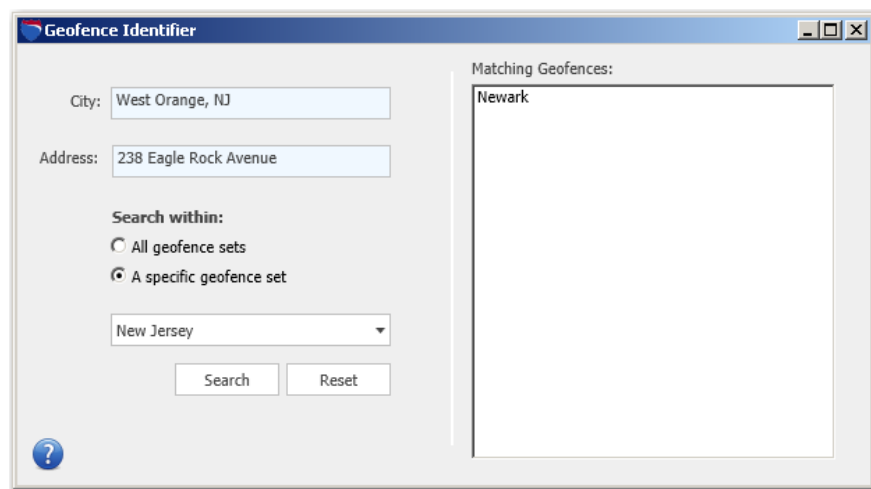 Geofence Identifier
City: West Orange, NJ
Address: 238 Eagle Rock Avenue
Search within:
All geofence sets
A specific geofence set
New Jersey
Search Reset
?
Matching Geofences:
Newark